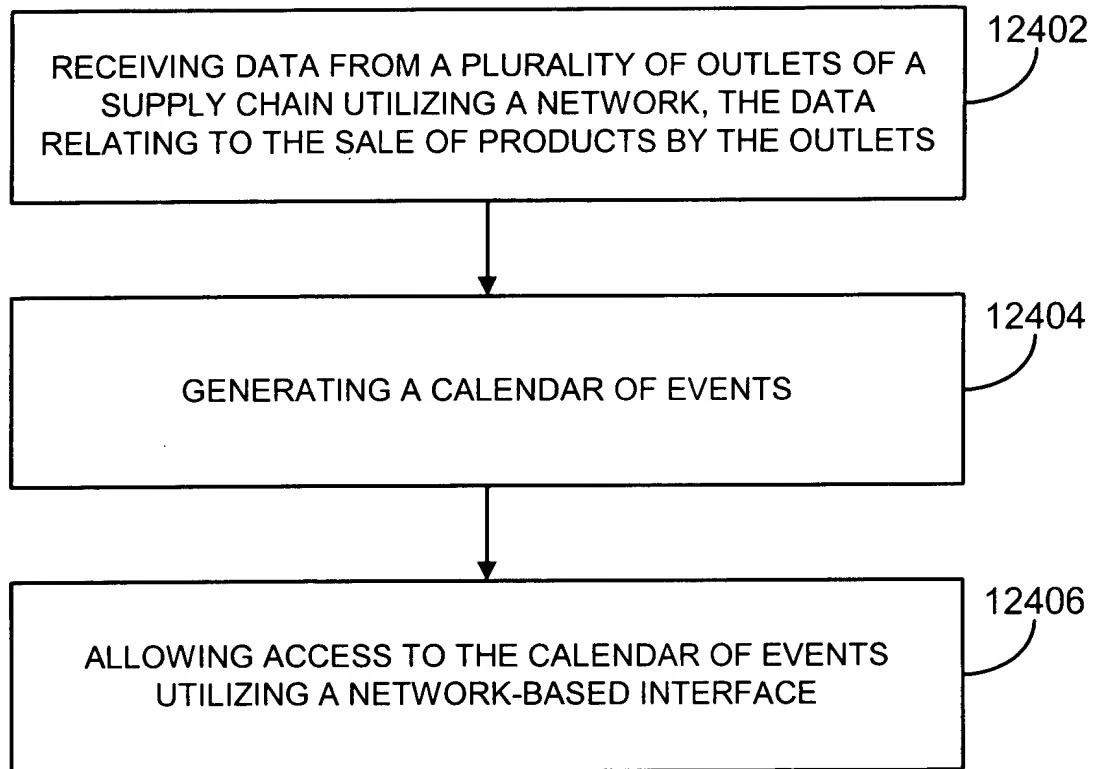 12402
RECEIVING DATA FROM A PLURALITY OF OUTLETS OF A
SUPPLY CHAIN UTILIZING A NETWORK, THE DATA
RELATING TO THE SALE OF PRODUCTS BY THE OUTLETS
12404
GENERATING A CALENDAR OF EVENTS
12406
ALLOWING ACCESS TO THE CALENDAR OF EVENTS
UTILIZING A NETWORK-BASED INTERFACE